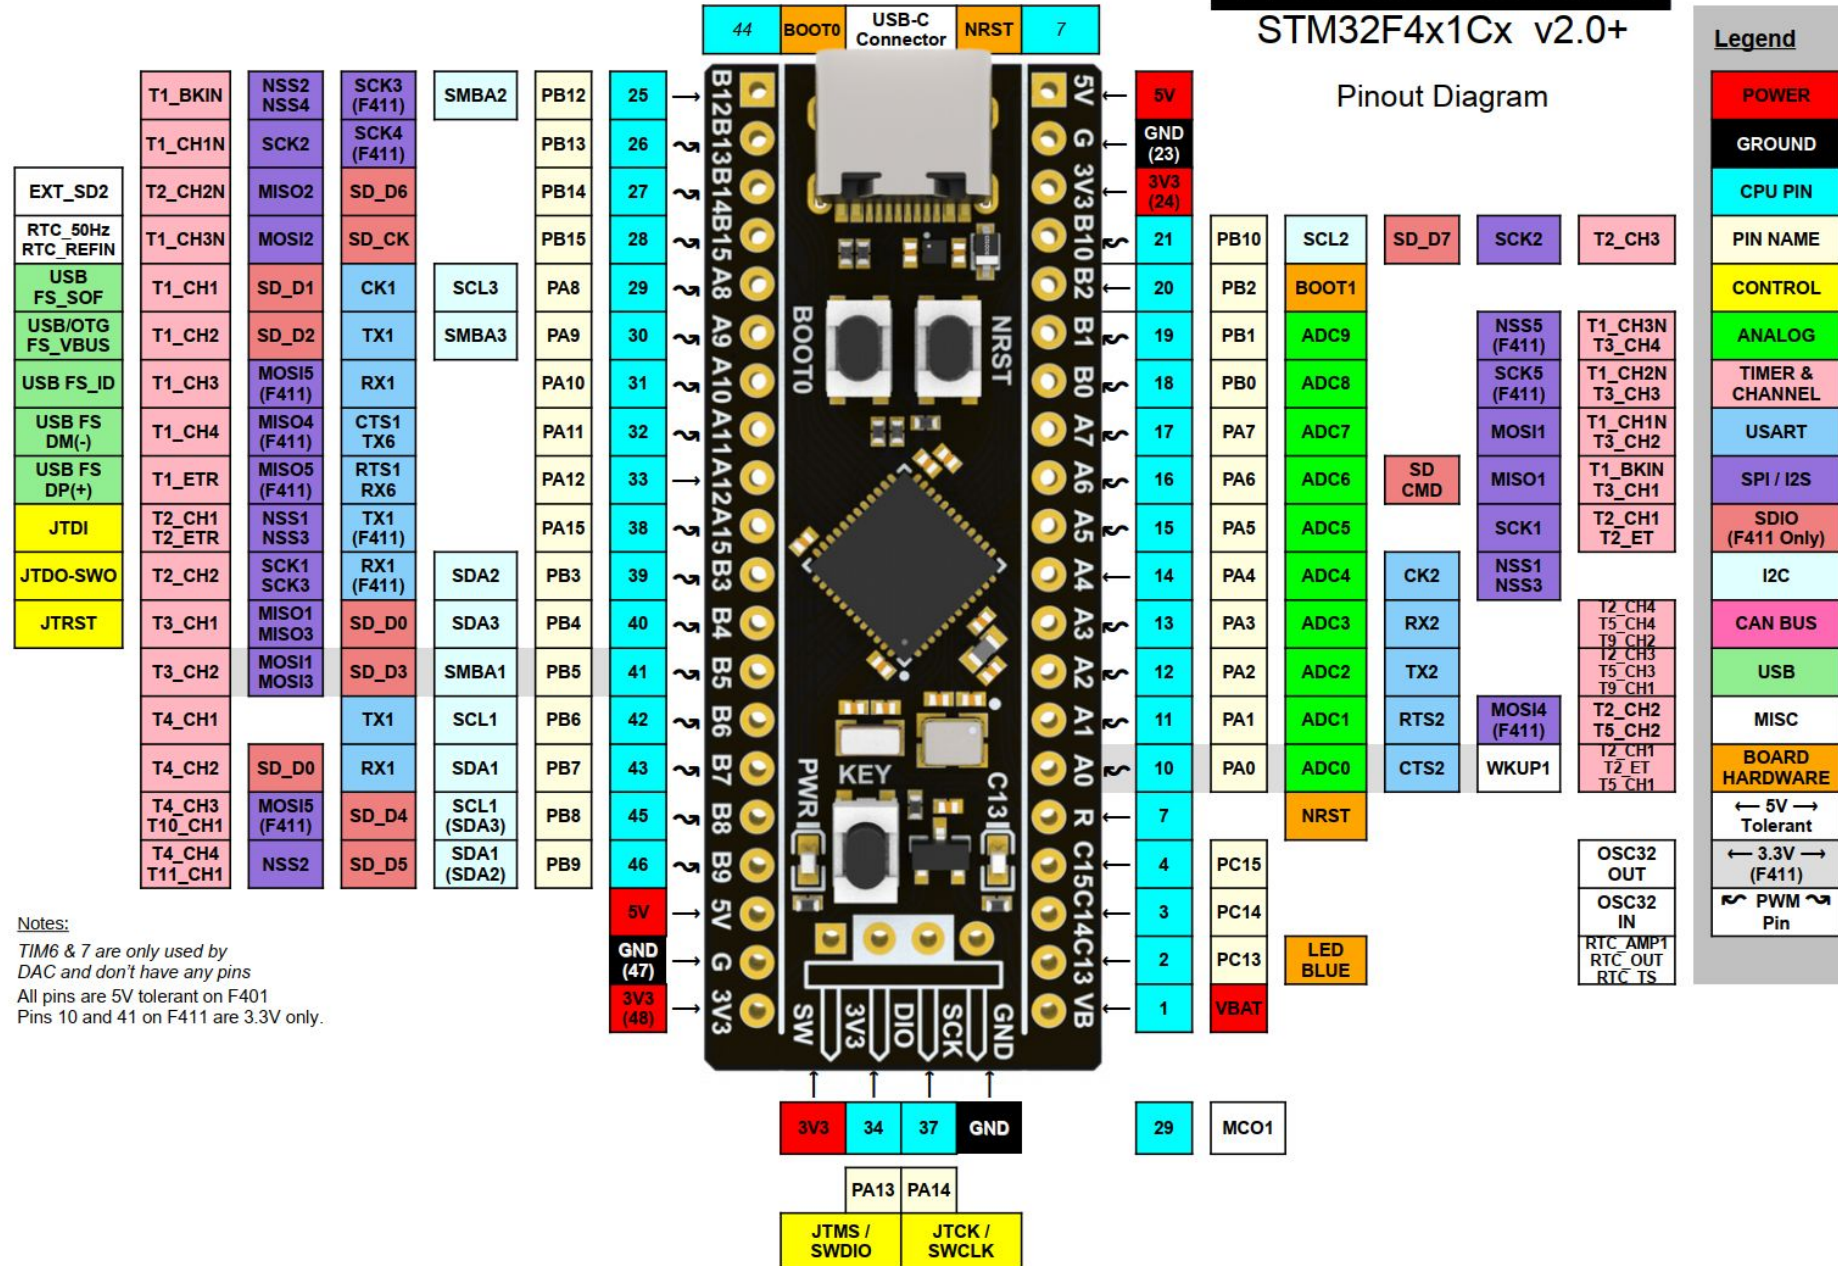 44 BOOT0 USB-C NRST 7
Connector
STM32F4x1Cx v2.0+
Pinout Diagram
Legend
POWER
GROUND
CPU PIN
PIN NAME
CONTROL
ANALOG
TIMER &
CHANNEL
USART
SPI / I2S
SDIO
(F411 Only)
I2C
CAN BUS
USB
MISC
BOARD
HARDWARE
← 5V →
Tolerant
← 3.3V →
(F411)
PWM
Pin
T1_BKIN NSS2 SCK3 SMBA2 PB12 25
NSS4 (F411)
T1_CH1N SCK2 SCK4 PB13 26
(F411)
EXT_SD2 T2_CH2N MISO2 SD_D6 PB14 27
RTC_50Hz T1_CH3N MOSI2 SD_CK PB15 28
RTC_REFIN
USB T1_CH1 SD_D1 CK1 SCL3 PA8 29
FS_SOF
USB/OTG T1_CH2 SD_D2 TX1 SMBA3 PA9 30
FS_VBUS
USB FS_ID T1_CH3 MOSI5 RX1 PA10 31
(F411)
USB FS T1_CH4 MISO4 CTS1 PA11 32
DM(-) (F411) TX6
USB FS T1_ETR MISO5 RTS1 PA12 33
DP(+) (F411) RX6
JTDI T2_CH1 NSS1 TX1 PA15 38
T2_ETR NSS3 (F411)
JTDO-SWO T2_CH2 SCK1 RX1 SDA2 PB3 39
SCK3 (F411)
JTRST T3_CH1 MISO1 SD_D0 SDA3 PB4 40
MISO3
T3_CH2 MOSI1 SD_D3 SMBA1 PB5 41
MOSI3
T4_CH1 TX1 SCL1 PB6 42
T4_CH2 SD_D0 RX1 SDA1 PB7 43
T4_CH3 MOSI5 SD_D4 SCL1 PB8 45
T10_CH1 (F411) (SDA3)
T4_CH4 NSS2 SD_D5 SDA1 PB9 46
T11_CH1 (SDA2)
5V
GND
(47)
3V3
(48)
B12
B13
B14
B15
A8
A9
A10
A11
A12
A15
B3
B4
B5
B6
B7
B8
B9
5V
G
3V3
BOOT0
NRST
PWR
KEY
C13
SW
3V3
DIO
SCK
GND
5V
G
3V3
B10
B2
B1
B0
A7
A6
A5
A4
A3
A2
A1
A0
R
C15
C14
C13
VB
5V
GND
(23)
3V3
(24)
21 PB10 SCL2 SD_D7 SCK2 T2_CH3
20 PB2 BOOT1
19 PB1 ADC9 NSS5 T1_CH3N
(F411) T3_CH4
18 PB0 ADC8 SCK5 T1_CH2N
(F411) T3_CH3
17 PA7 ADC7 MOSI1 T1_CH1N
T3_CH2
16 PA6 ADC6 SD MISO1 T1_BKIN
CMD T3_CH1
15 PA5 ADC5 SCK1 T2_CH1
T2_ET
14 PA4 ADC4 CK2 NSS1
NSS3
13 PA3 ADC3 RX2 T2_CH4
T5_CH4
T9_CH2
12 PA2 ADC2 TX2 T2_CH3
T5_CH3
T9_CH1
11 PA1 ADC1 RTS2 MOSI4 T2_CH2
(F411) T5_CH2
10 PA0 ADC0 CTS2 WKUP1 T2_CH1
T2_ET
T5_CH1
7 NRST
4 PC15 OSC32
OUT
3 PC14 OSC32
IN
2 PC13 LED RTC_AMP1
BLUE RTC_OUT
RTC_TS
1 VBAT
Notes:
TIM6 & 7 are only used by
DAC and don't have any pins
All pins are 5V tolerant on F401
Pins 10 and 41 on F411 are 3.3V only.
3V3 34 37 GND
29 MCO1
PA13 PA14
JTMS / JTCK /
SWDIO SWCLK